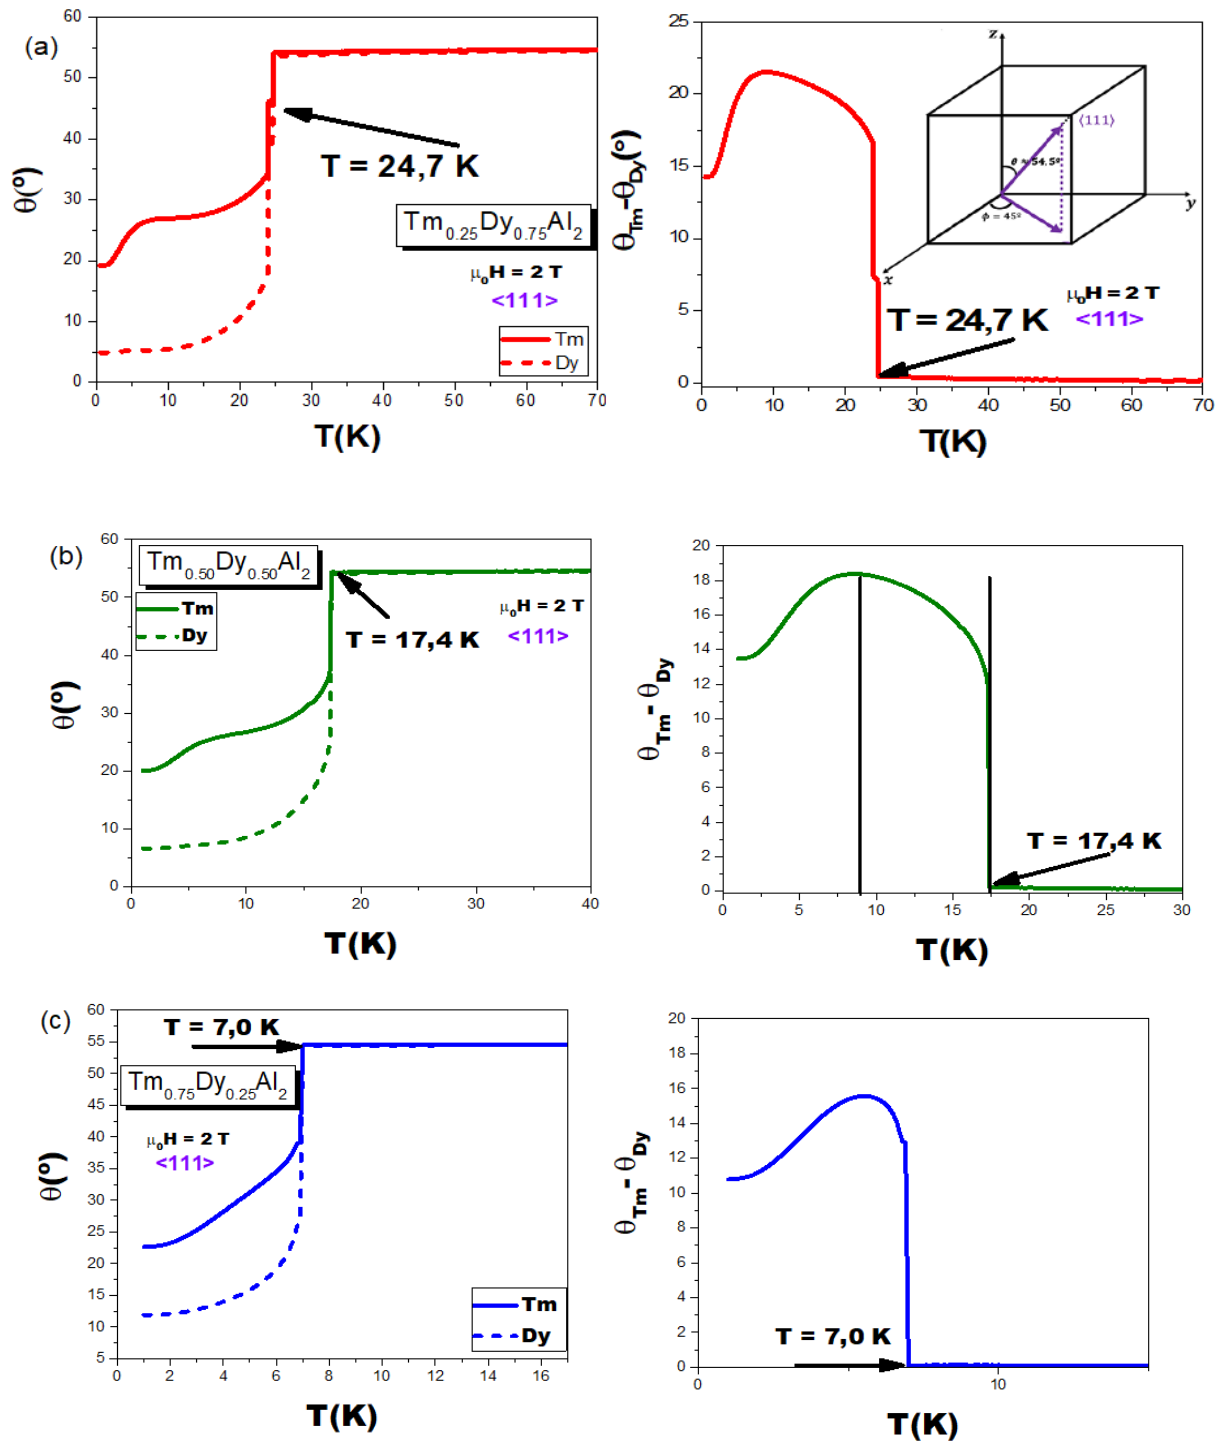 (a)
60
50
40
30
20
10
0
θ(º)
T = 24,7 K
Tm0.25Dy0.75Al2
μ0H = 2 T
<111>
Tm
Dy
0 10 20 30 40 50 60 70
T(K)
25
20
15
10
5
0
θTm-θDy(º)
z
⟨111⟩
θ ≈ 54.5º
ϕ = 45º
y
x
μ0H = 2 T
T = 24,7 K
<111>
0 10 20 30 40 50 60 70
T(K)
(b)
60
50
40
30
20
10
0
θ(º)
Tm0.50Dy0.50Al2
Tm
Dy
μ0H = 2 T
<111>
T = 17,4 K
0 10 20 30 40
T(K)
20
18
16
14
12
10
8
6
4
2
0
θTm- θDy
T = 17,4 K
0 5 10 15 20 25 30
T(K)
(c)
60
55
50
45
40
35
30
25
20
15
10
5
θ(º)
T = 7,0 K
Tm0.75Dy0.25Al2
μ0H = 2 T
<111>
Tm
Dy
0 2 4 6 8 10 12 14 16
T(K)
20
18
16
14
12
10
8
6
4
2
0
θTm- θDy
T = 7,0 K
0 10
T(K)